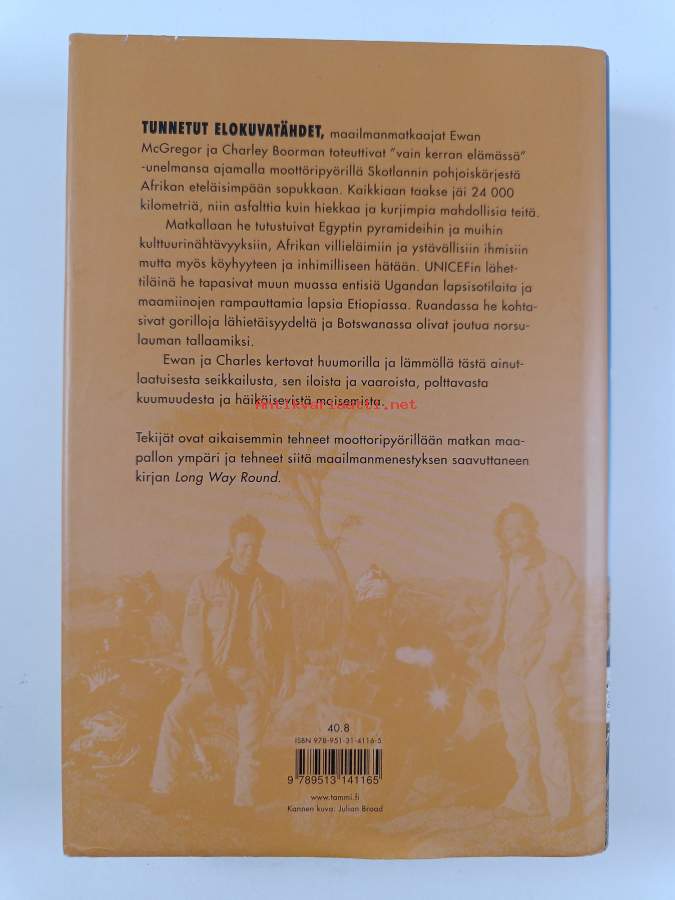 TUNNETUT ELOKUVATÄHDET, maailmanmatkaajat Ewan
McGregor ja Charley Boorman toteuttivat "vain kerran elämässä"
-unelmansa ajamalla moottöripyörillä Skotlannin pohjoiskärjestä
Afrikan eteläisimpään sopukkaan. Kaikkiaan taakse jäi 24 000
kilometriä, niin asfalttia kuin hiekkaa ja kurjimpia mahdollisia teitä.
Matkallaan he tutustuivat Egyptin pyramideihin ja muihin
kulttuurinähtävyyksiin, Afrikan villieläimiin ja ystävällisiin ihmisiin
mutta myös köyhyyteen ja inhimilliseen hätään. UNICEFin lähet-
tiläinä he tapasivat muun muassa entisiä Ugandan lapsisotilaita ja
maamiinojen rampauttamia lapsia Etiopiassa. Ruandassa he kohta-
sivat gorilloja lähietäisyydeltä ja Botswanassa olivat joutua norsu-
lauman tallaamiksi.
Ewan ja Charles kertovat huumorilla ja lämmöllä tästä ainut-
laatuisesta seikkailusta, sen iloista ja vaaroista, polttavasta
kuumuudesta ja häikäisevistä maisemista.
Antikvariaatti.net
Tekijät ovat aikaisemmin tehneet moottoripyörillään matkan maa-
pallon ympäri ja tehneet siitä maailmanmenestyksen saavuttaneen
kirjan Long Way Round.
40.8
ISBN 978-951-31-4116-5
9 789513 141165
www.tammi.fi
Kannen kuva: Julian Broad